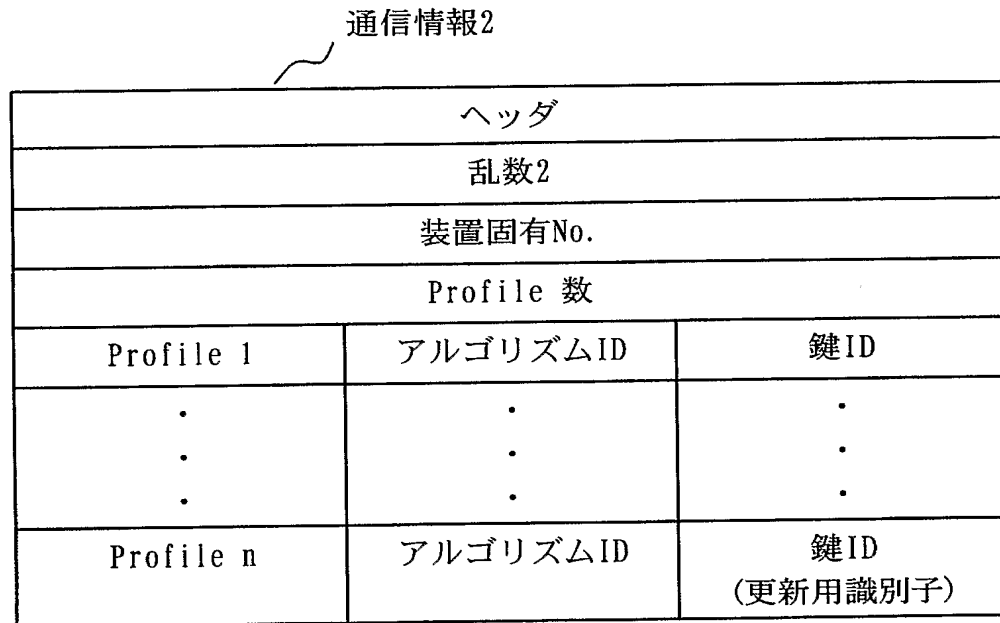 通信情報2
ヘッダ
乱数2
装置固有No.
Profile 数
Profile 1 アルゴリズムID 鍵ID
Profile n アルゴリズムID 鍵ID
(更新用識別子)